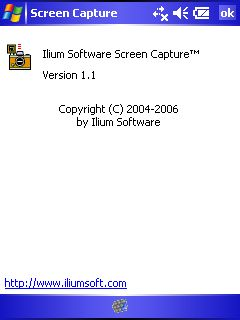 Screen Capture
ok
Ilium Software Screen Capture™
Version 1.1
Copyright (C) 2004-2006
by Ilium Software
http://www.iliumsoft.com